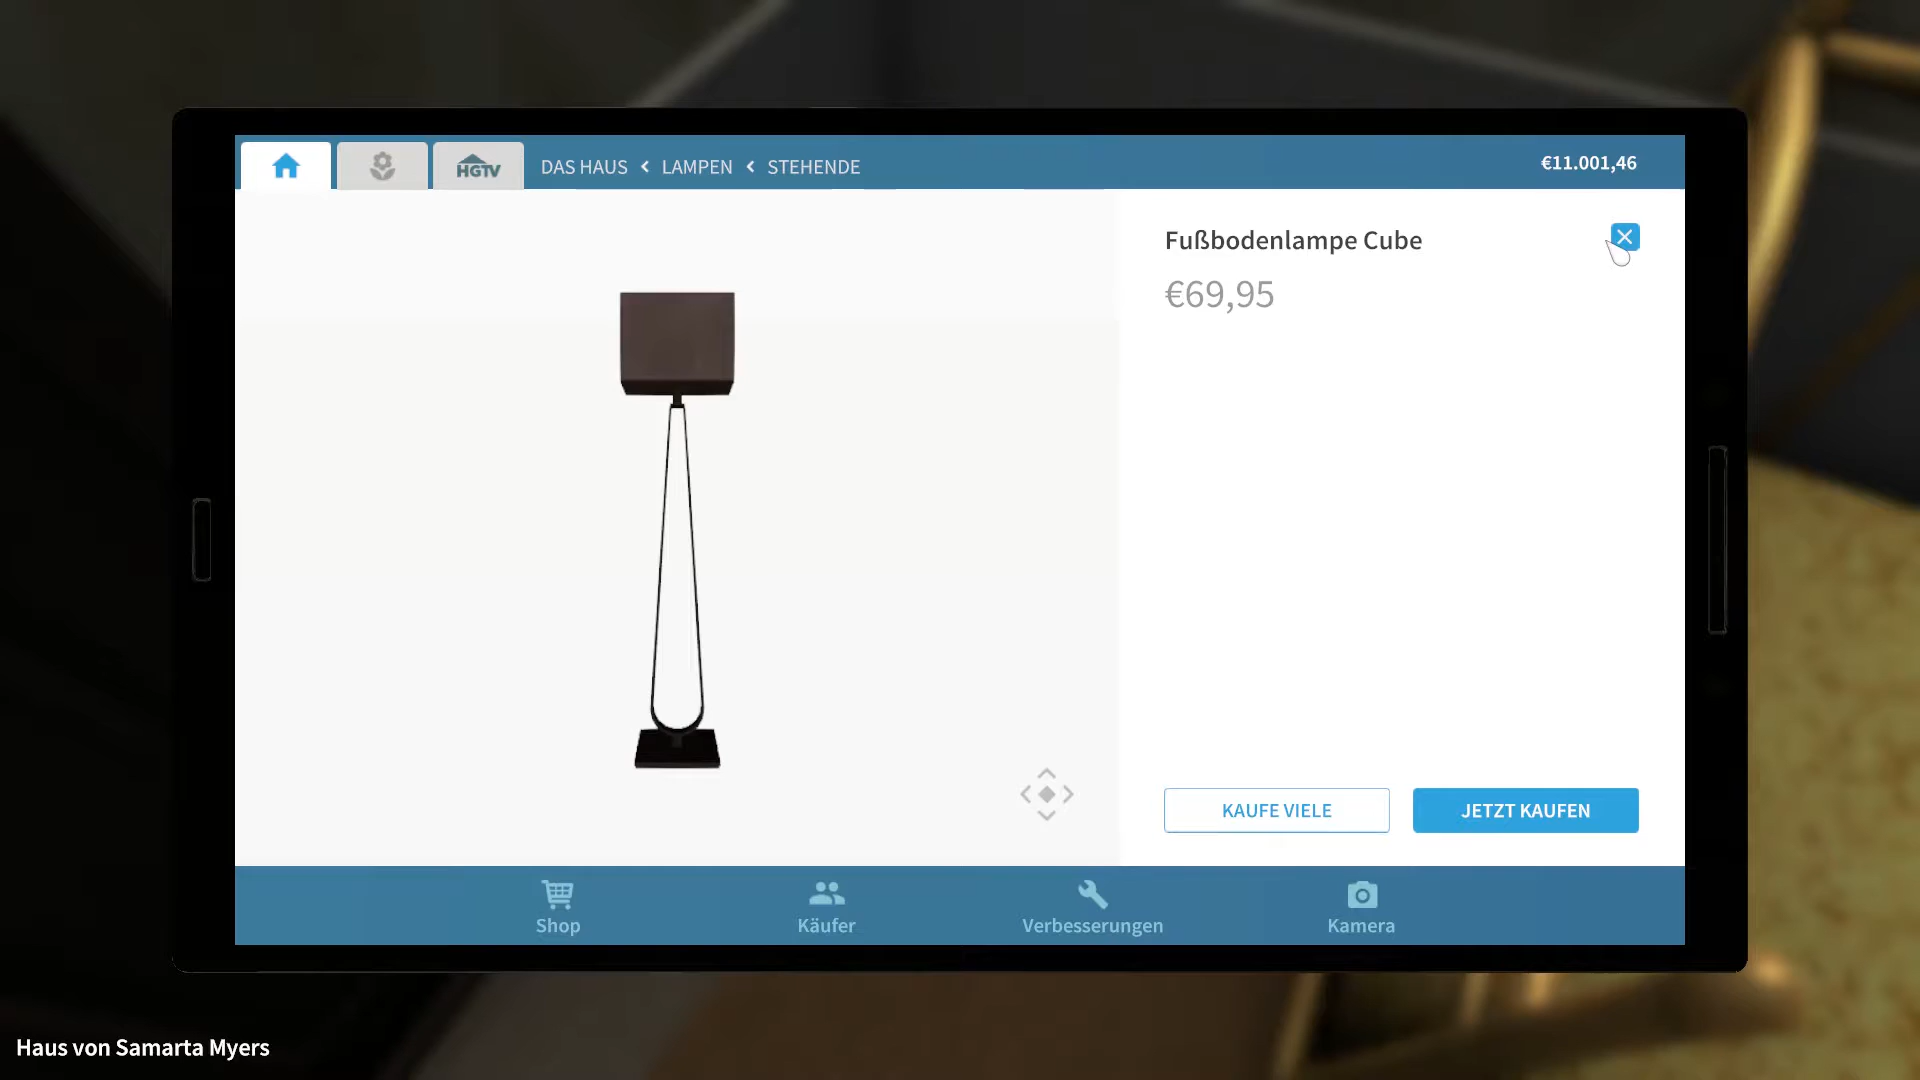 HGTV
DAS HAUS < LAMPEN < STEHENDE
€11.001,46
Fußbodenlampe Cube
€69,95
KAUFE VIELE
JETZT KAUFEN
Shop
Käufer
Verbesserungen
Kamera
Haus von Samarta Myers